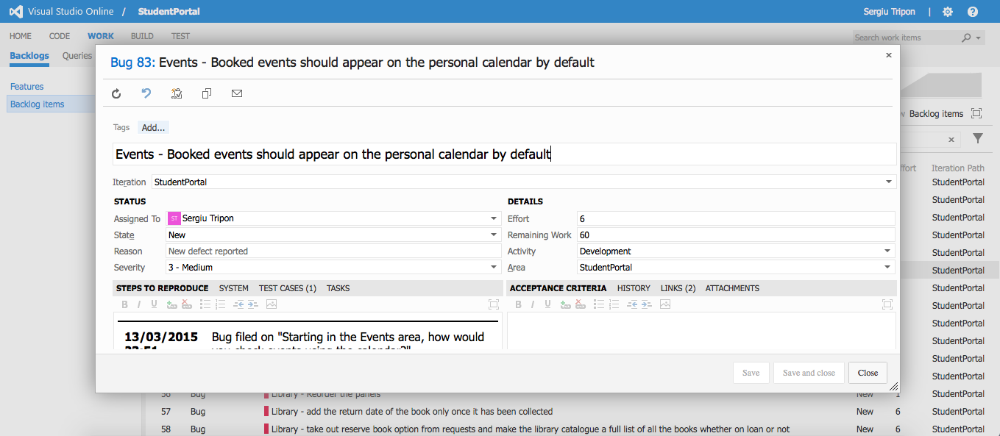 Visual Studio Online / StudentPortal Sergiu Tripon |
HOME CODE WORK BUILD TEST Search work items
Backlogs Queries
Features
Backlog items
Bug 83: Events - Booked events should appear on the personal calendar by default
Backlog items
Tags Add...
Events - Booked events should appear on the personal calendar by default
Iteration StudentPortal
STATUS DETAILS
Assigned To ST Sergiu Tripon Effort 6
State New Remaining Work 60
Reason New defect reported Activity Development
Severity 3 - Medium Area StudentPortal
STEPS TO REPRODUCE SYSTEM TEST CASES (1) TASKS ACCEPTANCE CRITERIA HISTORY LINKS (2) ATTACHMENTS
B I U B I U
13/03/2015 Bug filed on "Starting in the Events area, how would
you check events using the calendar?"
Save Save and close Close
Iteration Path
StudentPortal
StudentPortal
StudentPortal
StudentPortal
StudentPortal
StudentPortal
StudentPortal
StudentPortal
StudentPortal
StudentPortal
StudentPortal
StudentPortal
56 Bug Library - Reorder the panels New 1 StudentPortal
57 Bug Library - add the return date of the book only once it has been collected New 6 StudentPortal
58 Bug Library - take out reserve book option from requests and make the library catalogue a full list of all the books whether on loan or not New 6 StudentPortal